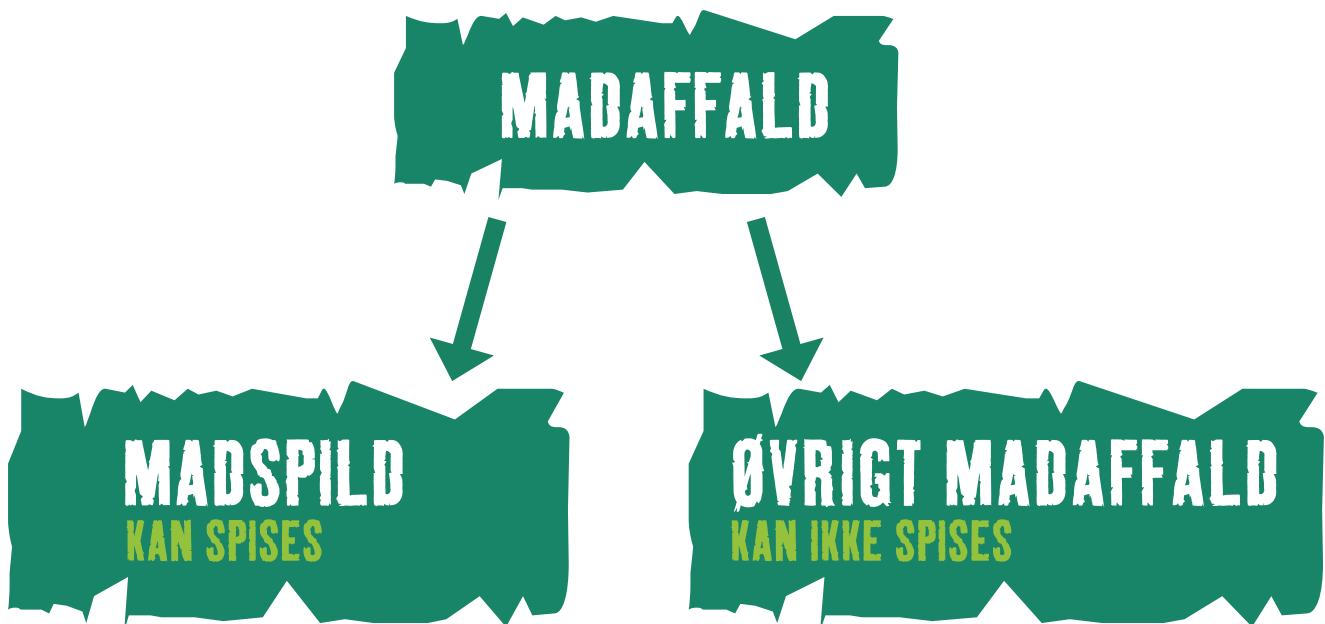 MADAFFALD
MADSPILD
KAN SPISES
ØVRIGT MADAFFALD
KAN IKKE SPISES